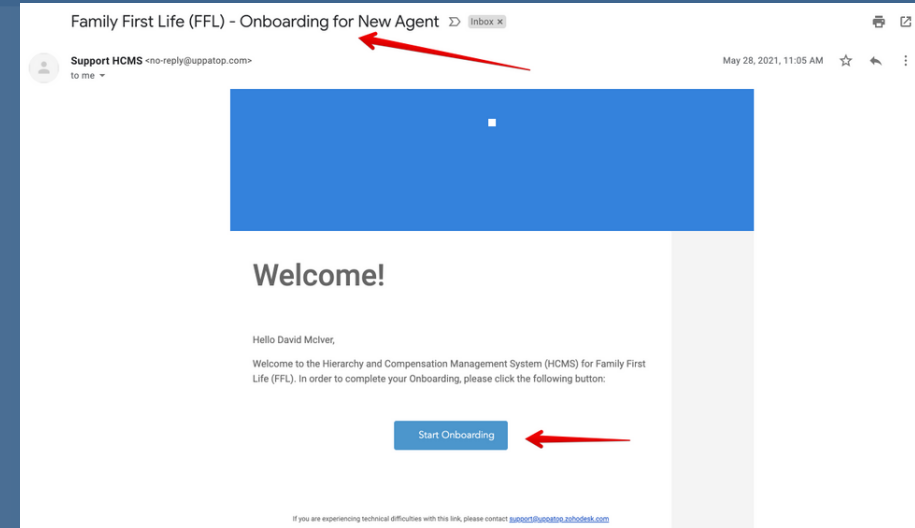 Family First Life (FFL) - Onboarding for New Agent Inbox ×
Support HCMS <no-reply@uppatop.com> May 28, 2021, 11:05 AM
to me
Welcome!
Hello David McIver,
Welcome to the Hierarchy and Compensation Management System (HCMS) for Family First
Life (FFL). In order to complete your Onboarding, please click the following button:
Start Onboarding
If you are experiencing technical difficulties with this link, please contact support@uppatop.zohodesk.com